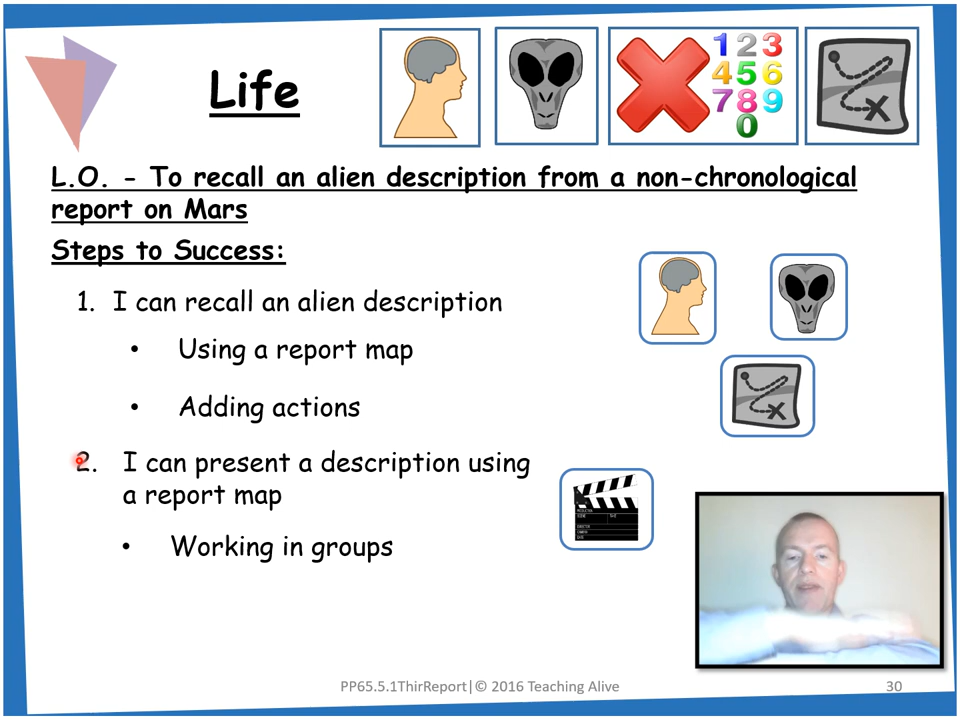 Life
1 2 3
4 5 6
7 8 9
0
L.O. - To recall an alien description from a non-chronological
report on Mars
Steps to Success:
1. I can recall an alien description
• Using a report map
• Adding actions
2. I can present a description using
a report map
• Working in groups
PP65.5.1ThirReport|© 2016 Teaching Alive
30